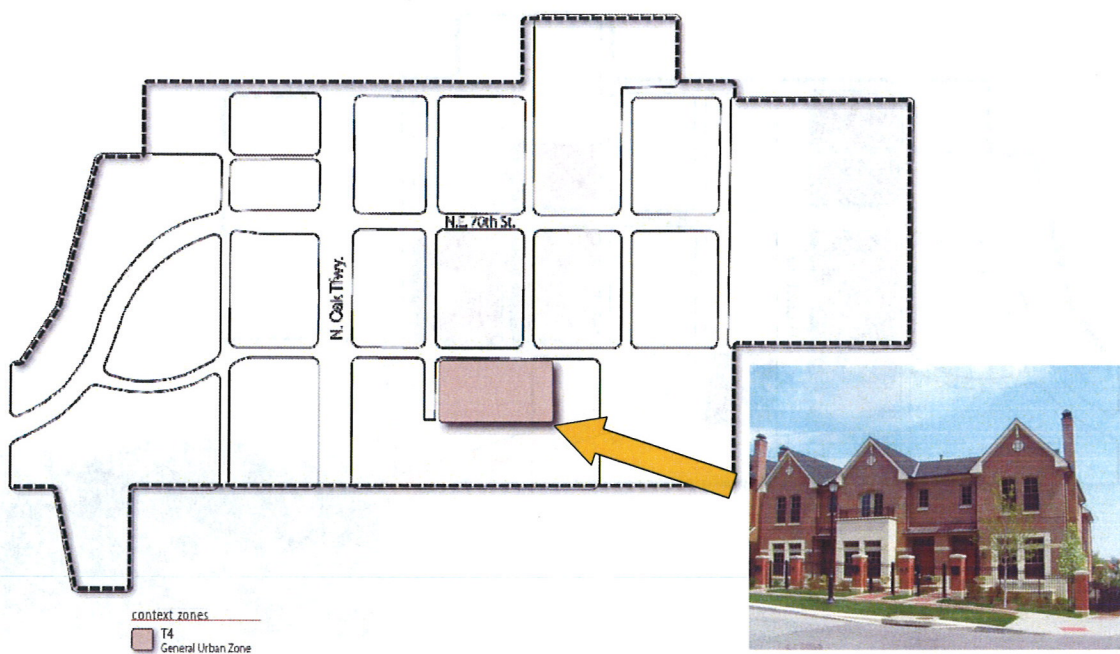 N.E. 70th St.
N. Oak Tfwy.
context zones
T4
General Urban Zone